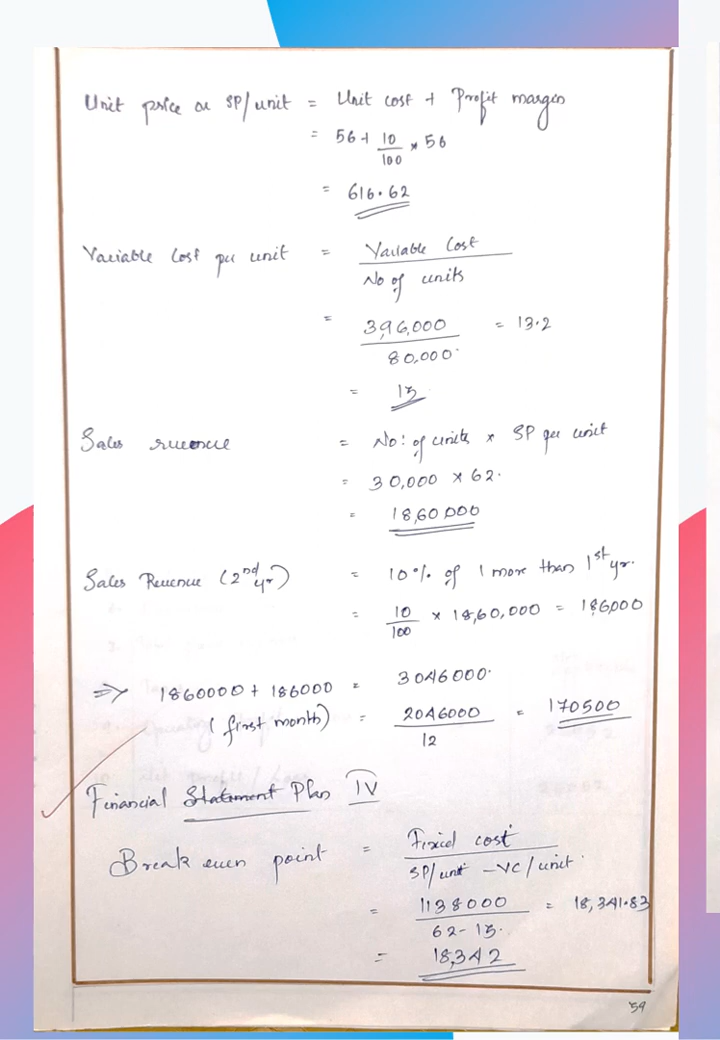 Unit price or SP/unit = Unit cost + Profit margin
= 56 + 10/100 * 56
= 616.62
Variable Cost per unit = Variable Cost / No of units
= 396,000 / 80,000 = 13.2
= 13
Sales revenue = No: of units * SP per unit
= 30,000 * 62.
= 18,60,000
Sales Revenue (2nd yr) = 10% of 1 more than 1st yr.
= 10/100 * 18,60,000 = 186000
=> 1860000 + 186000 = 3046000.
(first month) = 2046000 / 12 = 170500
Financial Statement Plan IV
Break even point = Fixed cost / SP/unit - VC/unit.
= 1138000 / 62-13. = 18,341.83
= 18,342
59